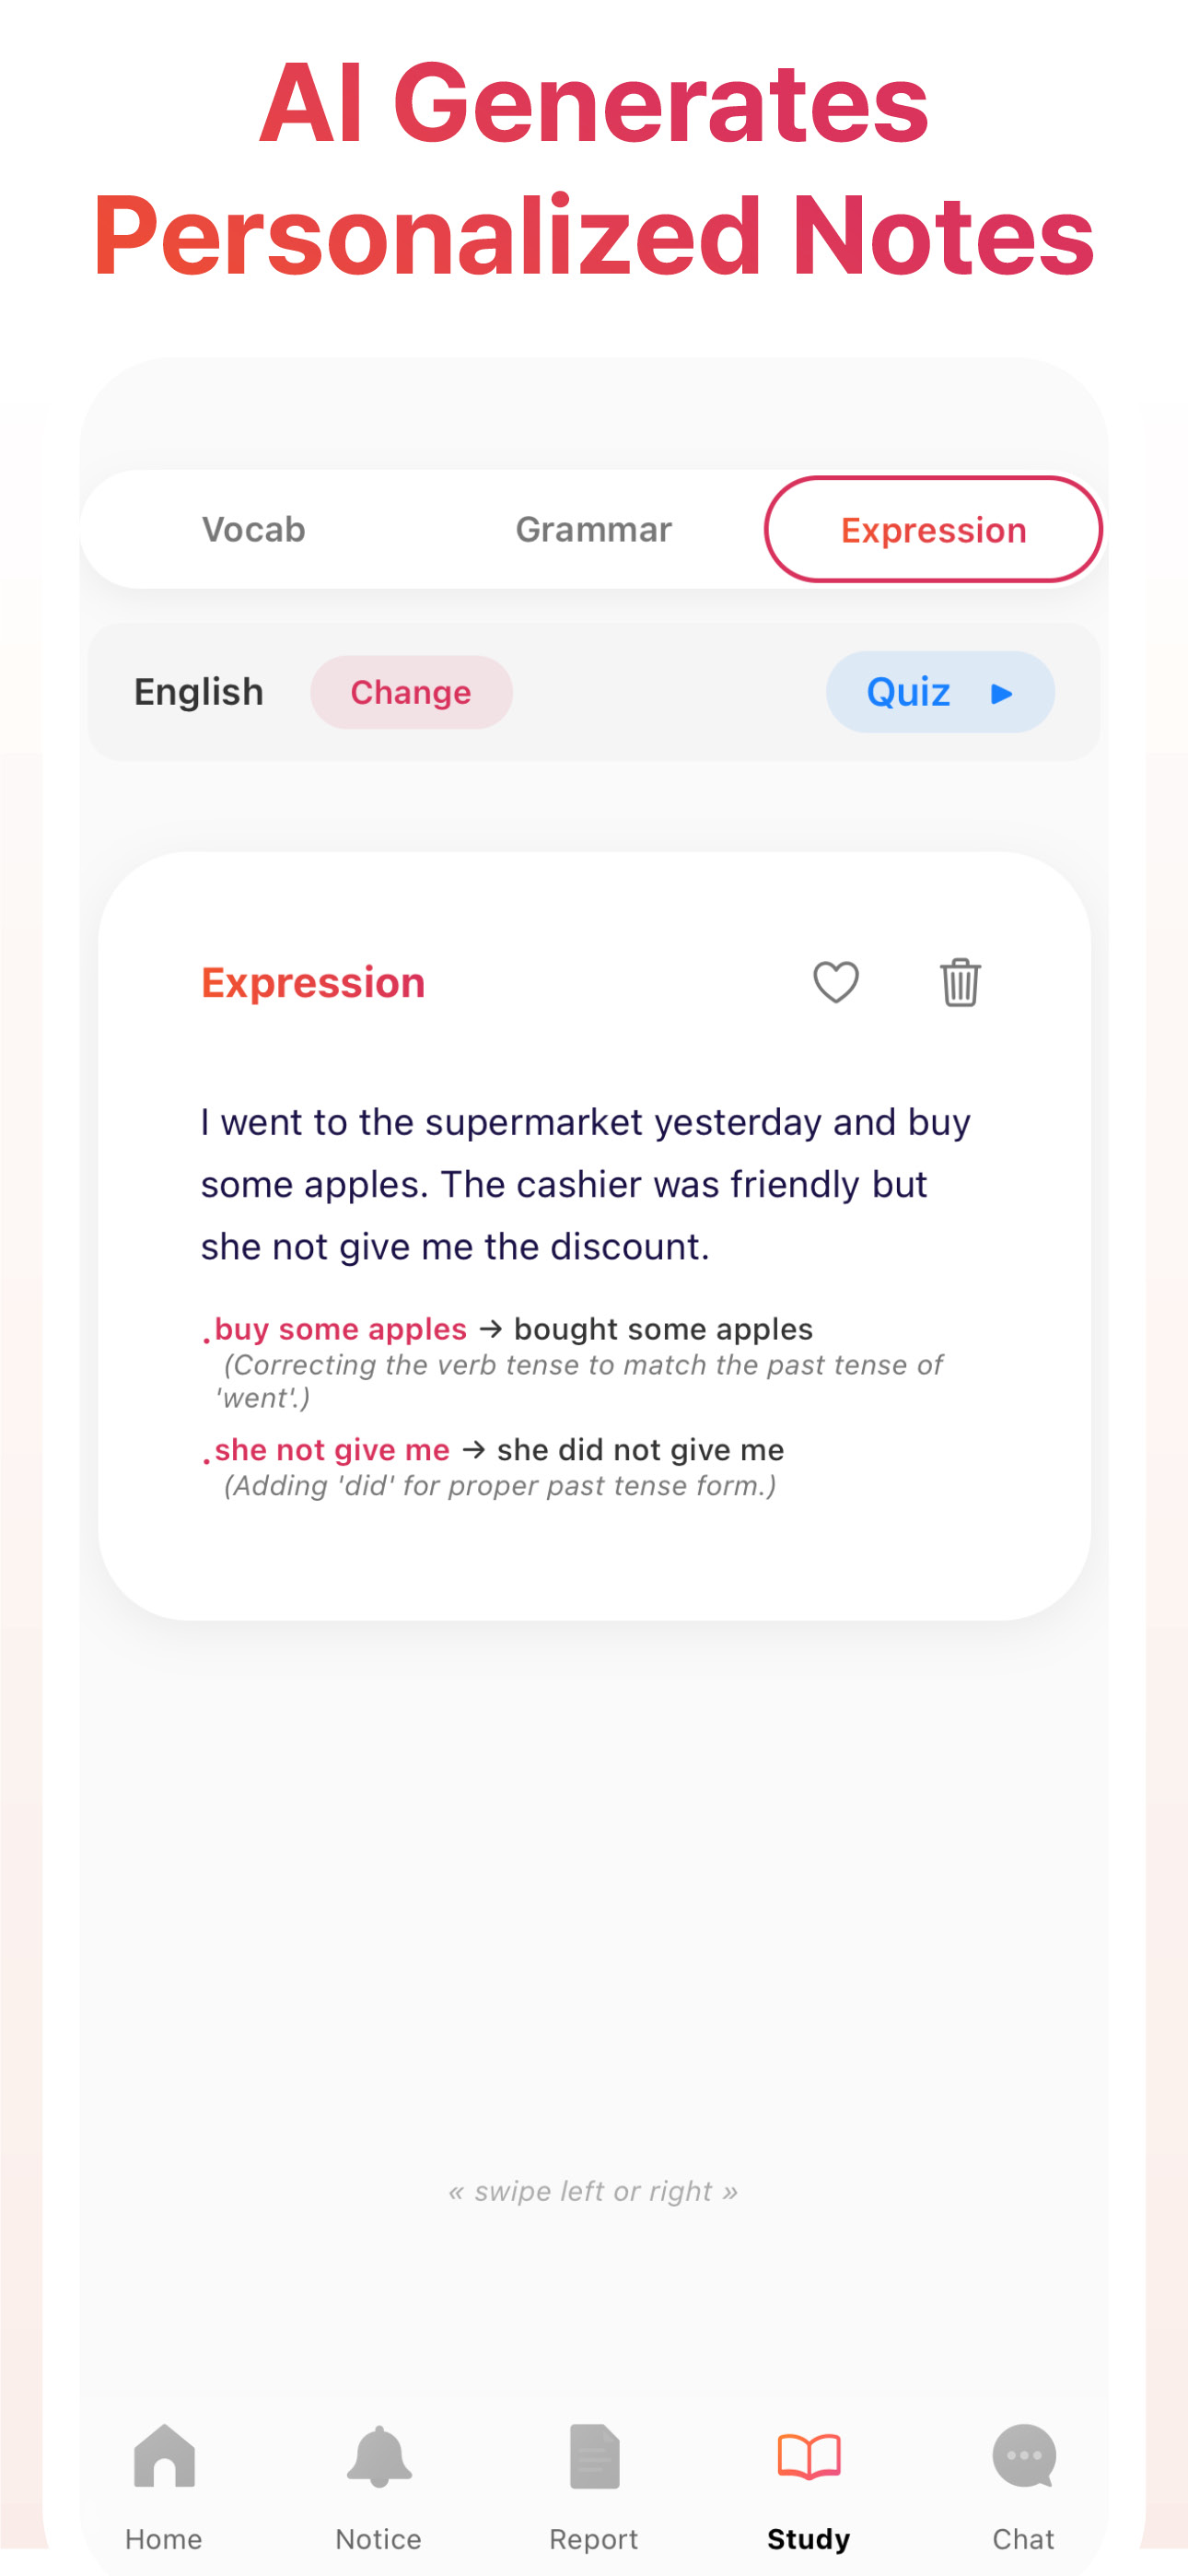 AI Generates
Personalized Notes
Vocab Grammar Expression
English Change Quiz
Expression
I went to the supermarket yesterday and buy
some apples. The cashier was friendly but
she not give me the discount.
. buy some apples → bought some apples
(Correcting the verb tense to match the past tense of
'went'.)
. she not give me → she did not give me
(Adding 'did' for proper past tense form.)
« swipe left or right »
Home Notice Report Study Chat